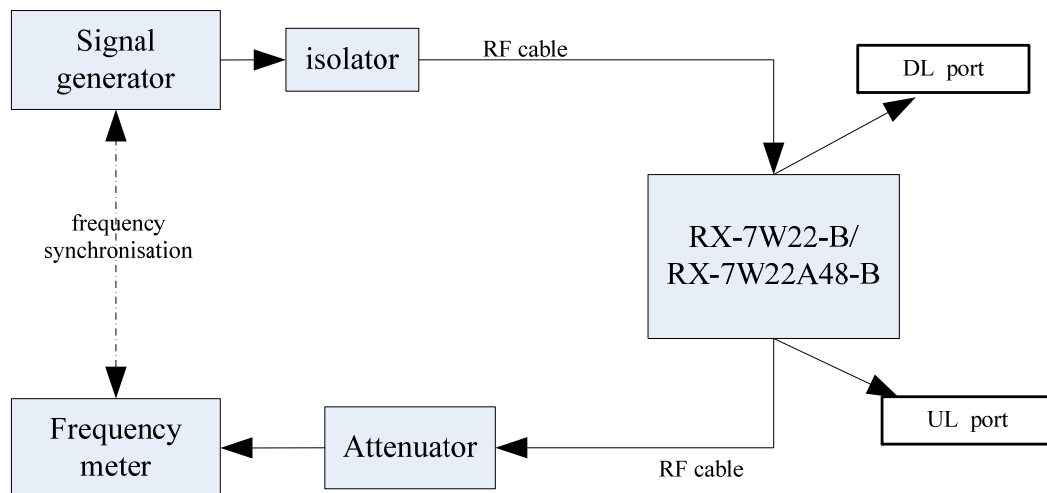 Signal
generator
isolator
RF cable
DL port
frequency
synchronisation
RX-7W22-B/
RX-7W22A48-B
Frequency
meter
Attenuator
RF cable
UL port